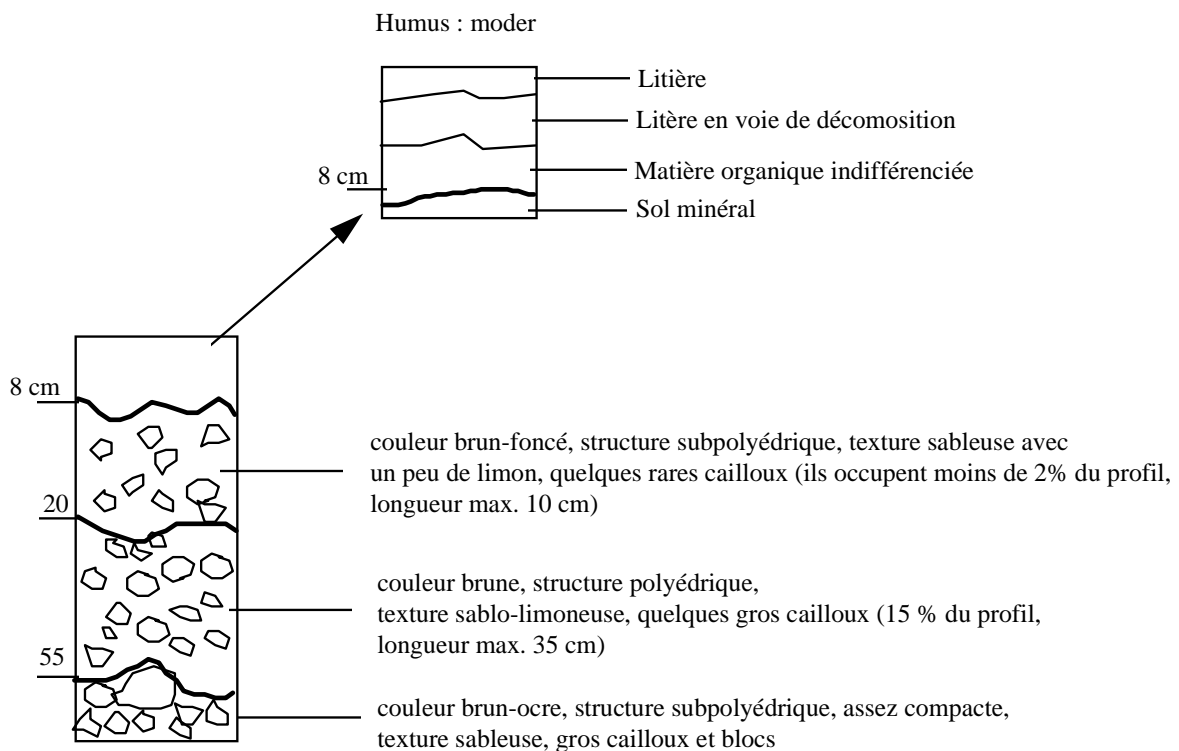 Humus : moder
Litière
Litère en voie de décomosition
Matière organique indifférenciée
8 cm
Sol minéral
8 cm
couleur brun-foncé, structure subpolyédrique, texture sableuse avec
un peu de limon, quelques rares cailloux (ils occupent moins de 2% du profil,
longueur max. 10 cm)
20
couleur brune, structure polyédrique,
texture sablo-limoneuse, quelques gros cailloux (15 % du profil,
longueur max. 35 cm)
55
couleur brun-ocre, structure subpolyédrique, assez compacte,
texture sableuse, gros cailloux et blocs